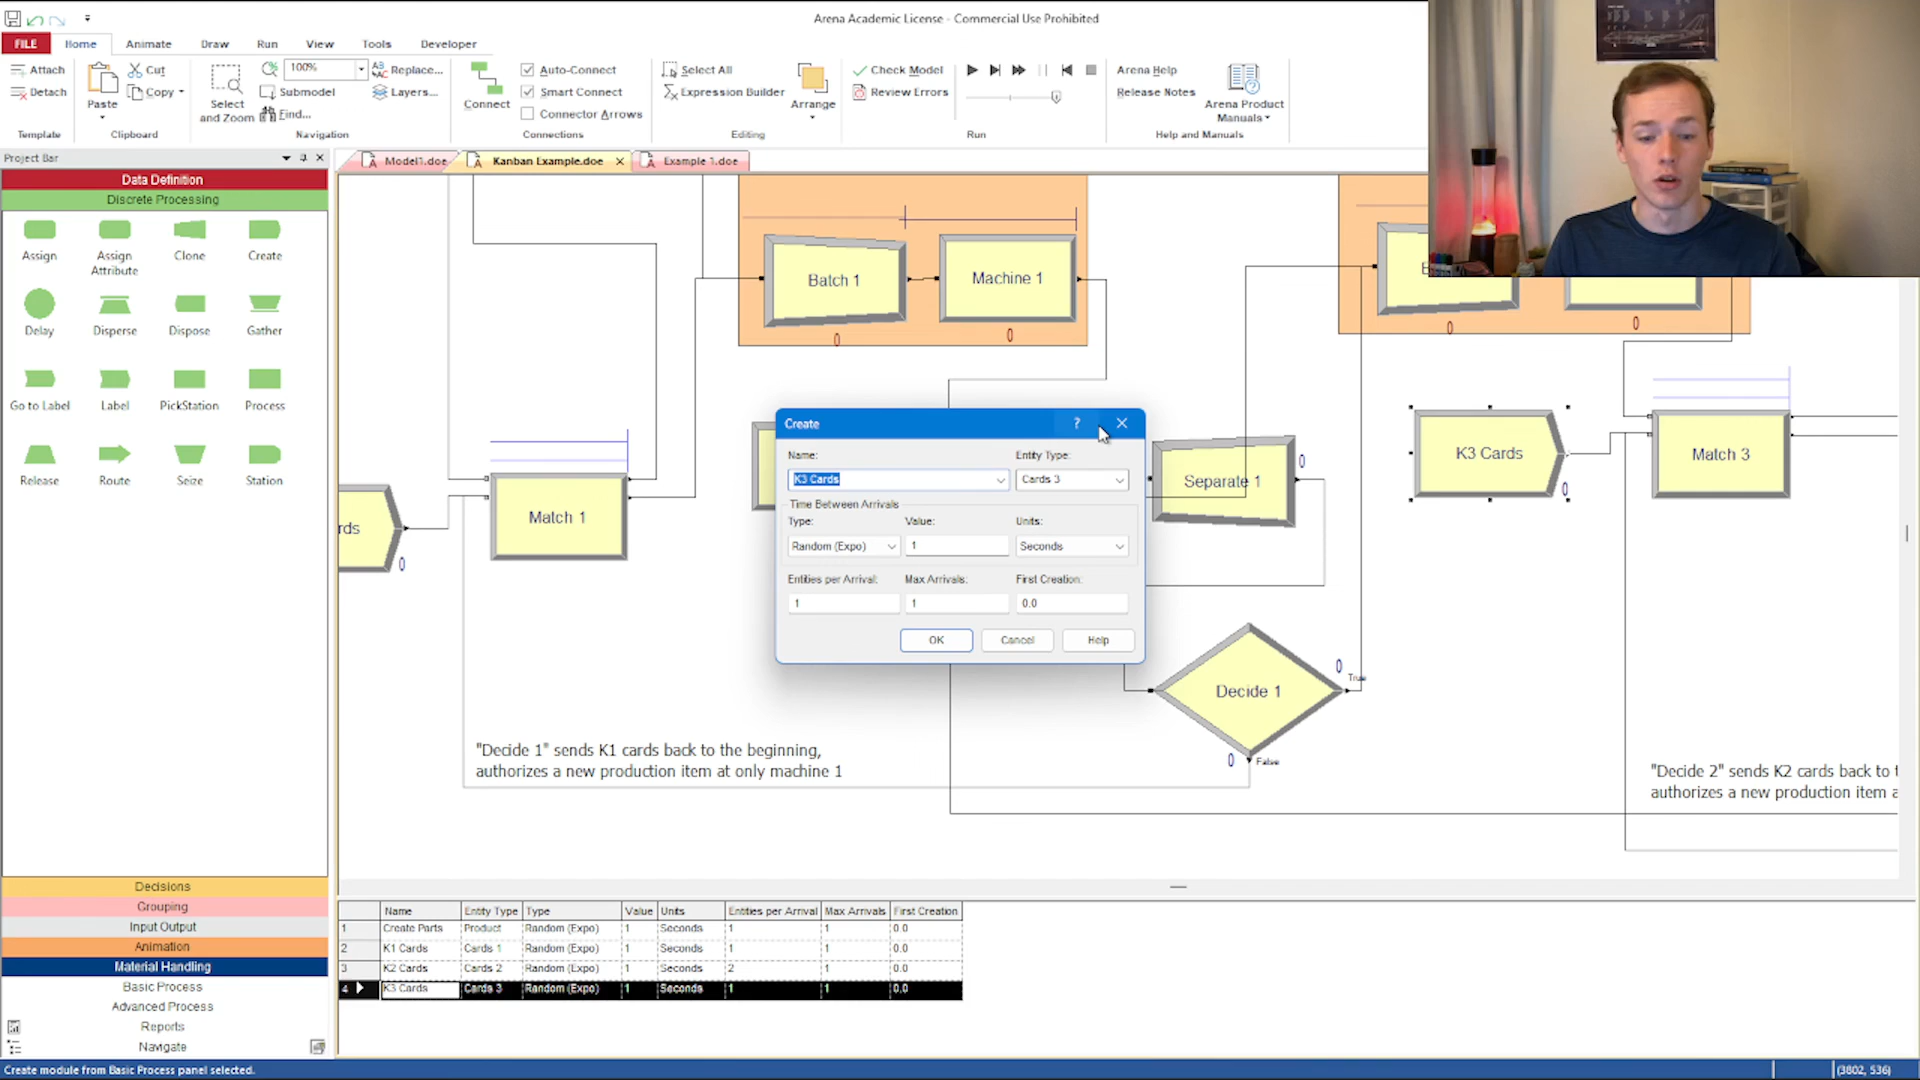 Arena Academic License - Commercial Use Prohibited
FILE Home Animate Draw Run View Tools Developer
Attach
Detach
Template
Paste
Cut
Copy
Clipboard
Select and Zoom
100%
Submodel
Find...
Navigation
Replace...
Layers...
Connect
Auto-Connect
Smart Connect
Connector Arrows
Connections
Select All
Expression Builder
Arrange
Editing
Check Model
Review Errors
Run
Arena Help
Release Notes
Arena Product Manuals
Help and Manuals
Project Bar
Model1.doe Kanban Example.doe Example 1.doe
Data Definition
Discrete Processing
Assign Assign Attribute Clone Create
Delay Disperse Dispose Gather
Go to Label Label PickStation Process
Release Route Seize Station
Decisions
Grouping
Input Output
Animation
Material Handling
Basic Process
Advanced Process
Reports
Navigate
Batch 1
0
Machine 1
0
0
0
rds
0
Match 1
Separate 1
0
K3 Cards
0
Match 3
Decide 1
0
True
0
False
"Decide 1" sends K1 cards back to the beginning,
authorizes a new production item at only machine 1
"Decide 2" sends K2 cards back to t
authorizes a new production item a
Create ?
Name: Entity Type:
K3 Cards Cards 3
Time Between Arrivals
Type: Value: Units:
Random (Expo) 1 Seconds
Entities per Arrival: Max Arrivals: First Creation:
1 1 0.0
OK Cancel Help
Name Entity Type Type Value Units Entities per Arrival Max Arrivals First Creation
1 Create Parts Product Random (Expo) 1 Seconds 1 1 0.0
2 K1 Cards Cards 1 Random (Expo) 1 Seconds 1 1 0.0
3 K2 Cards Cards 2 Random (Expo) 1 Seconds 2 1 0.0
4 K3 Cards Cards 3 Random (Expo) 1 Seconds 1 1 0.0
Create module from Basic Process panel selected.
(3802, 536)